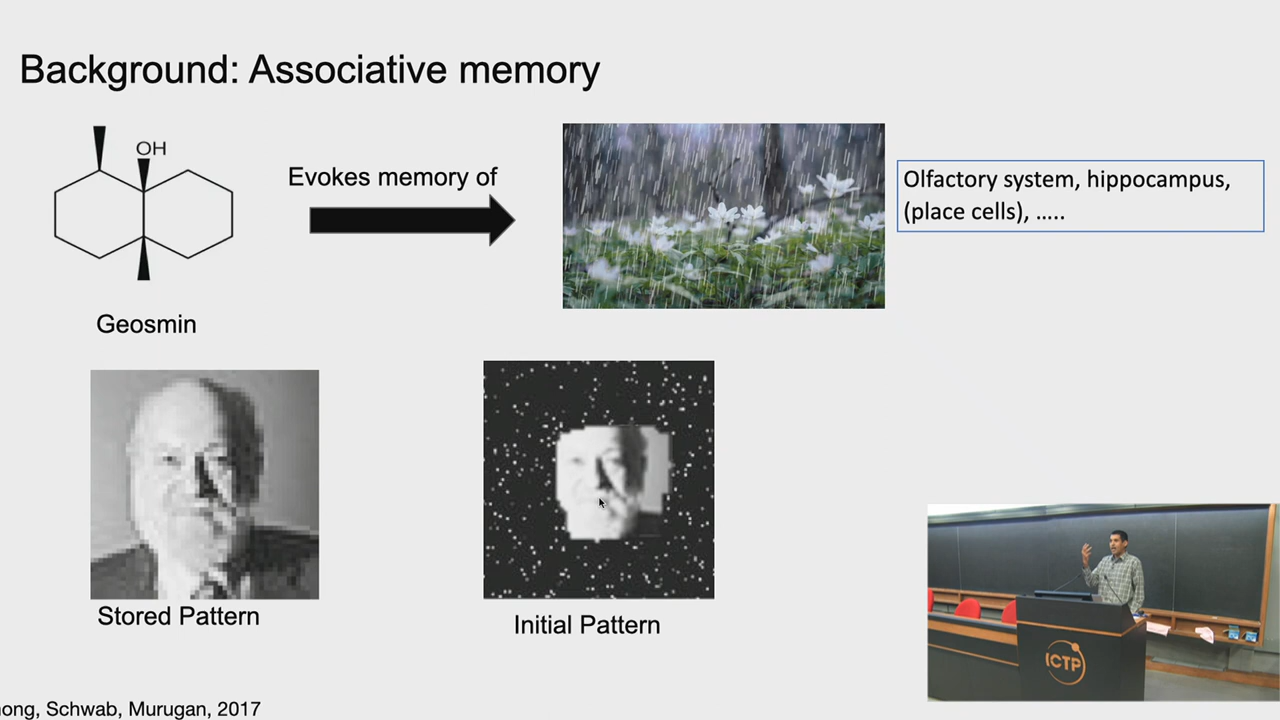 Background: Associative memory
OH
Evokes memory of
Olfactory system, hippocampus,
(place cells), .....
Geosmin
Stored Pattern
Initial Pattern
ICTP
Schwab, Murugan, 2017